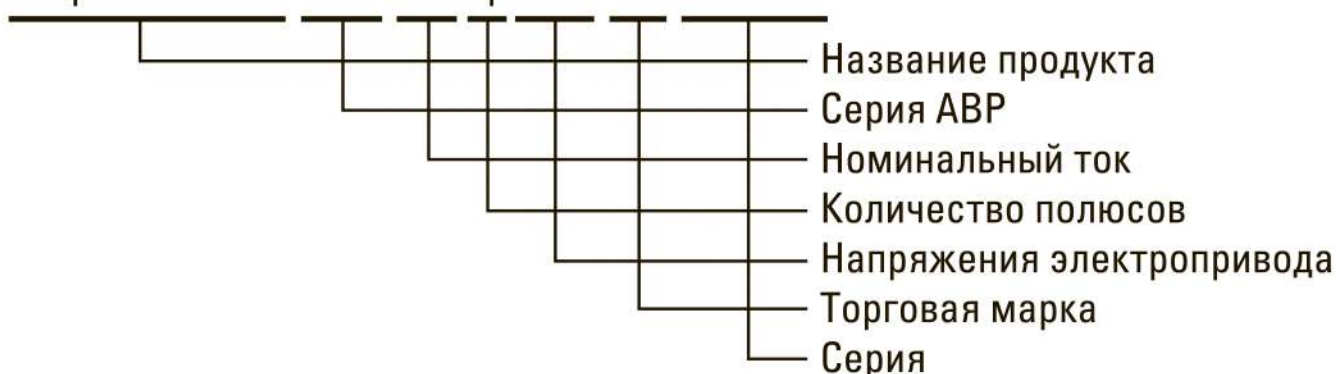 Название продукта
Серия АВР
Номинальный ток
Количество полюсов
Напряжения электропривода
Торговая марка
Серия